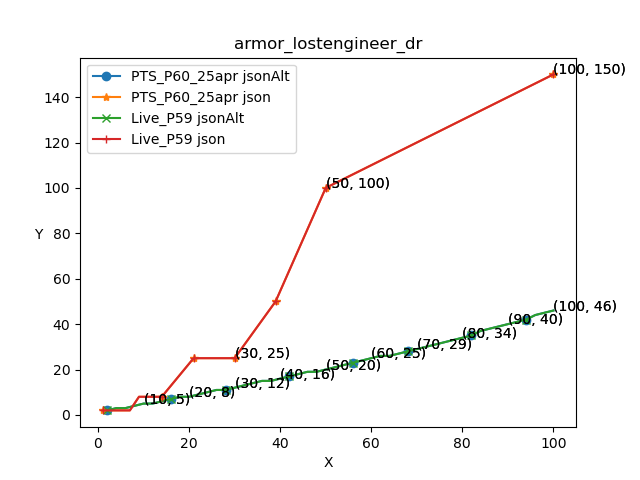 armor_lostengineer_dr
PTS_P60_25apr jsonAlt
PTS_P60_25apr json
Live_P59 jsonAlt
Live_P59 json
(100, 150)
(50, 100)
(30, 25)
(100, 46)
(90, 40)
(80, 34)
(70, 29)
(60, 25)
(50, 20)
(40, 16)
(30, 12)
(20, 8)
(10, 5)
140
120
100
80
60
40
20
0
Y
0 20 40 60 80 100
X